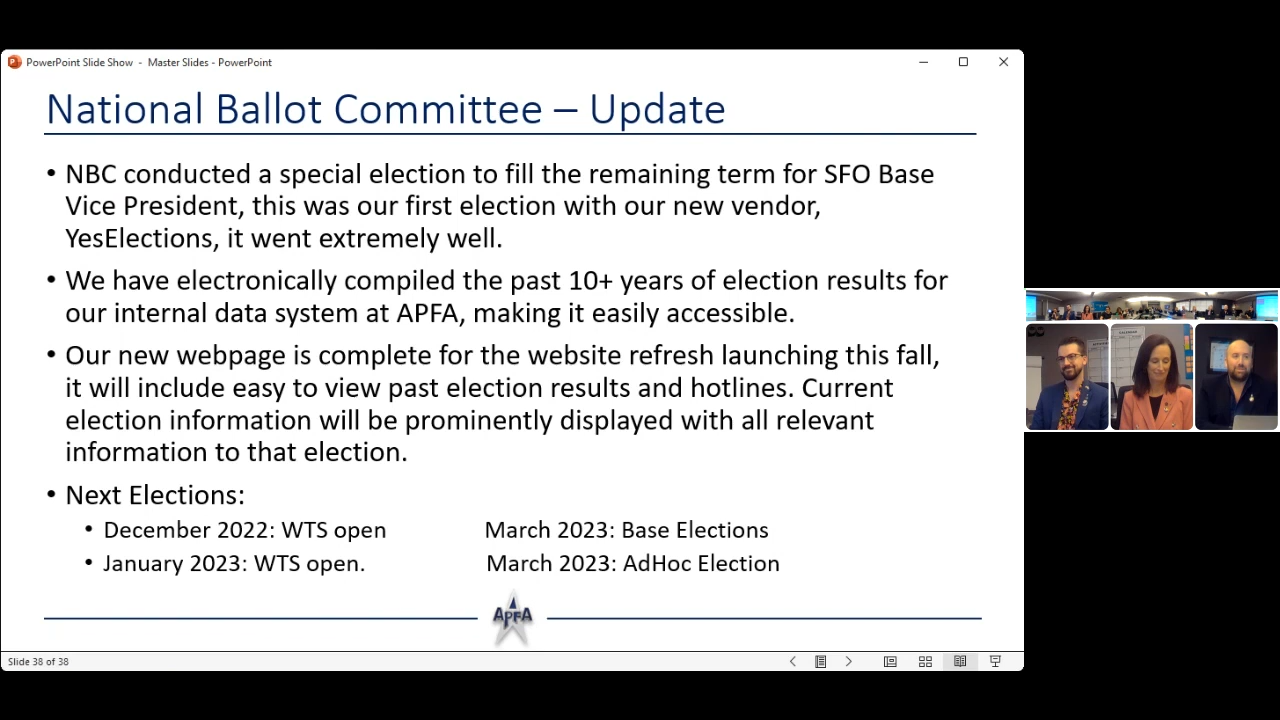 PowerPoint Slide Show - Master Slides - PowerPoint
National Ballot Committee – Update
• NBC conducted a special election to fill the remaining term for SFO Base
Vice President, this was our first election with our new vendor,
YesElections, it went extremely well.
• We have electronically compiled the past 10+ years of election results for
our internal data system at APFA, making it easily accessible.
• Our new webpage is complete for the website refresh launching this fall,
it will include easy to view past election results and hotlines. Current
election information will be prominently displayed with all relevant
information to that election.
• Next Elections:
• December 2022: WTS open March 2023: Base Elections
• January 2023: WTS open. March 2023: AdHoc Election
APFA
Slide 38 of 38